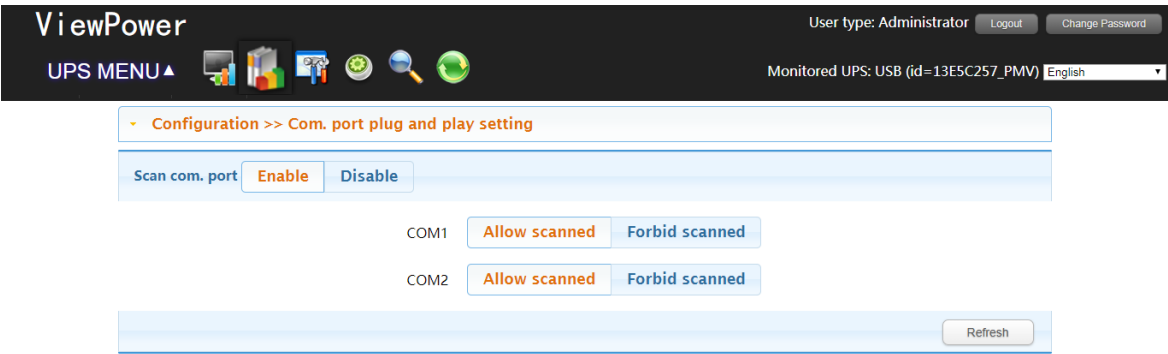 ViewPower
User type: Administrator Logout Change Password
UPS MENU▲
Monitored UPS: USB (id=13E5C257_PMV) English
Configuration >> Com. port plug and play setting
Scan com. port Enable Disable
COM1 Allow scanned Forbid scanned
COM2 Allow scanned Forbid scanned
Refresh